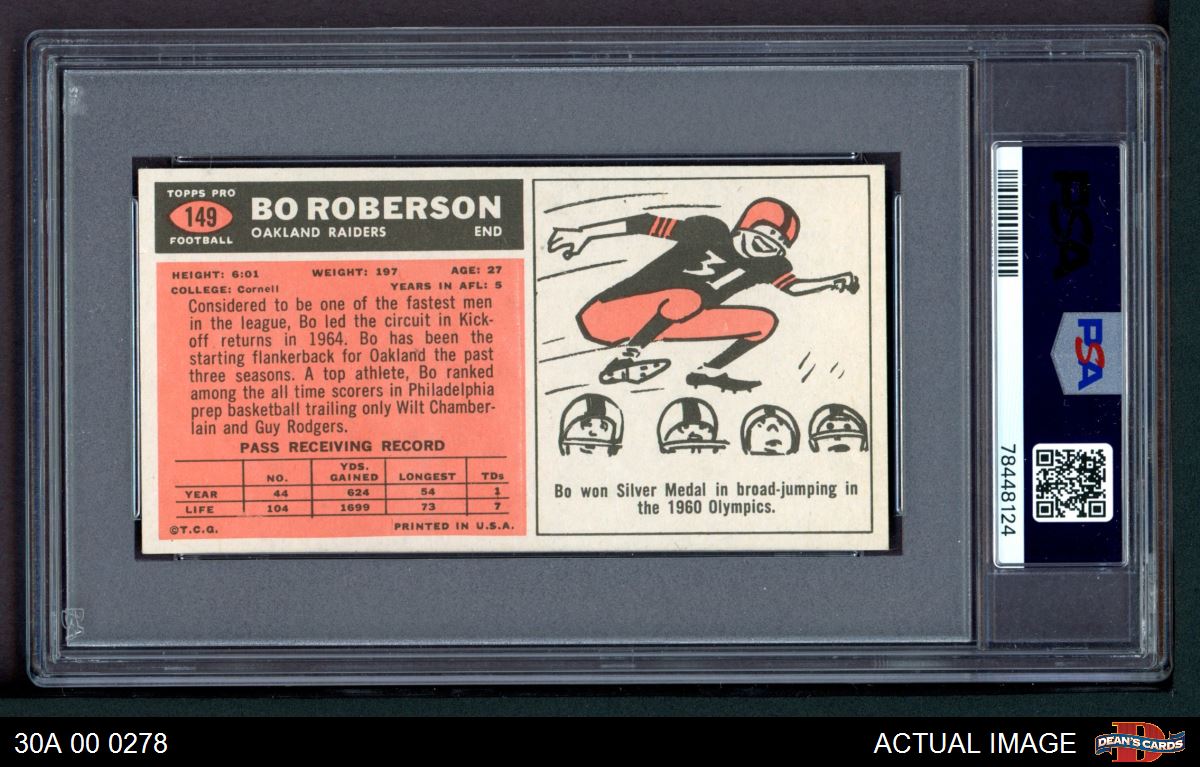 TOPPS PRO
149
FOOTBALL
BO ROBERSON
OAKLAND RAIDERS END
HEIGHT: 6:01 WEIGHT: 197 AGE: 27
COLLEGE: Cornell YEARS IN AFL: 5
Considered to be one of the fastest men
in the league, Bo led the circuit in Kick-
off returns in 1964. Bo has been the
starting flankerback for Oakland the past
three seasons. A top athlete, Bo ranked
among the all time scorers in Philadelphia
prep basketball trailing only Wilt Chamber-
lain and Guy Rodgers.
PASS RECEIVING RECORD
NO. YDS. GAINED LONGEST TDs
YEAR 44 624 54 1
LIFE 104 1699 73 7
©T.C.G. PRINTED IN U.S.A.
31
Bo won Silver Medal in broad-jumping in
the 1960 Olympics.
PSA
PSA
78448124
PSA
30A 00 0278
ACTUAL IMAGE
D
DEAN'S CARDS